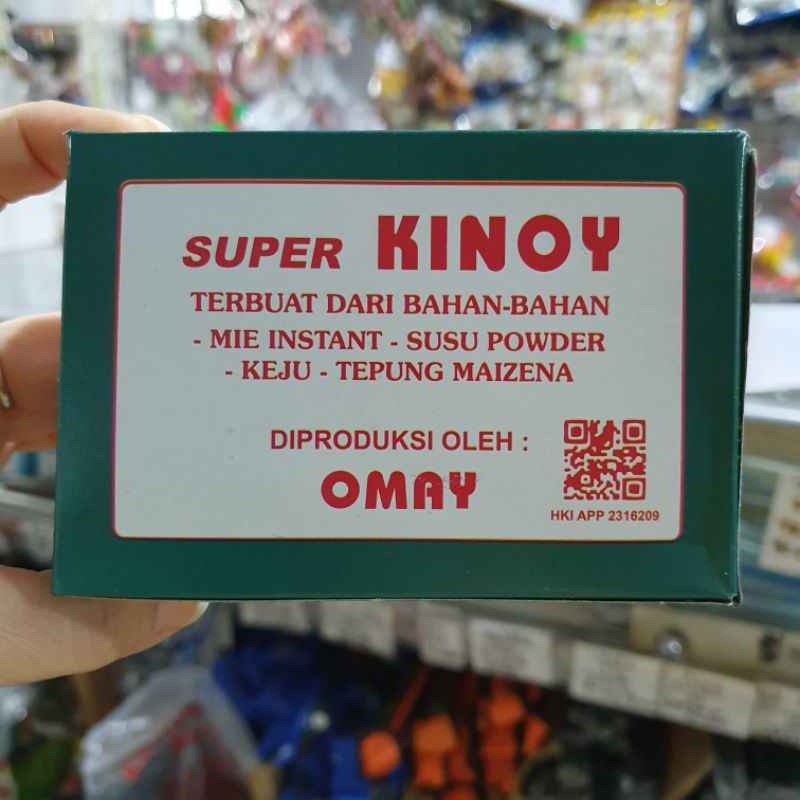 SUPER KINOY
TERBUAT DARI BAHAN-BAHAN
- MIE INSTANT - SUSU POWDER
- KEJU - TEPUNG MAIZENA
DIPRODUKSI OLEH :
OMAY
HKI APP 2316209